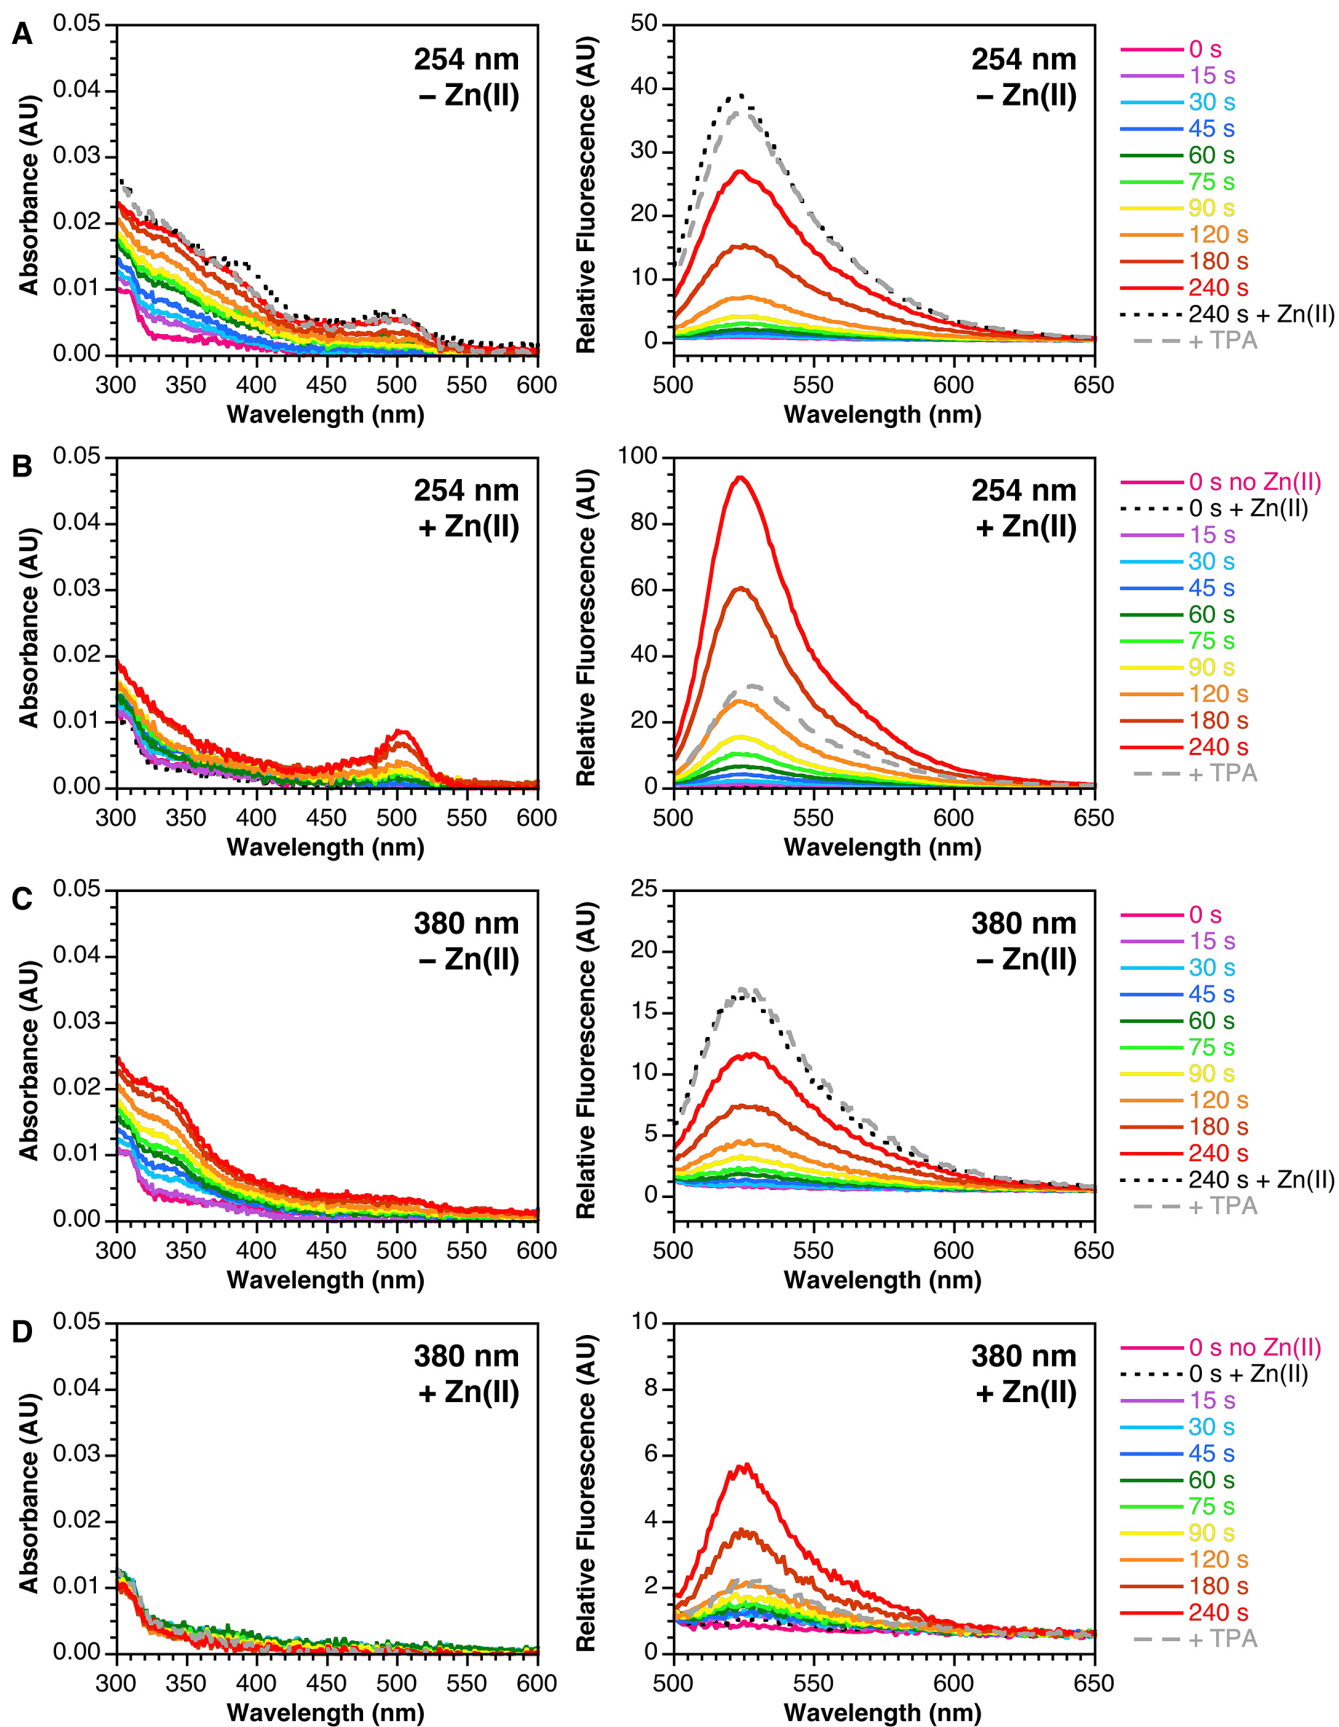 A
0.05
0.04
0.03
0.02
0.01
0.00
Absorbance (AU)
254 nm
– Zn(II)
300 350 400 450 500 550 600
Wavelength (nm)
50
40
30
20
10
0
Relative Fluorescence (AU)
254 nm
– Zn(II)
500 550 600 650
Wavelength (nm)
0 s
15 s
30 s
45 s
60 s
75 s
90 s
120 s
180 s
240 s
240 s + Zn(II)
+ TPA
B
0.05
0.04
0.03
0.02
0.01
0.00
Absorbance (AU)
254 nm
+ Zn(II)
300 350 400 450 500 550 600
Wavelength (nm)
100
80
60
40
20
0
Relative Fluorescence (AU)
254 nm
+ Zn(II)
500 550 600 650
Wavelength (nm)
0 s no Zn(II)
0 s + Zn(II)
15 s
30 s
45 s
60 s
75 s
90 s
120 s
180 s
240 s
+ TPA
C
0.05
0.04
0.03
0.02
0.01
0.00
Absorbance (AU)
380 nm
– Zn(II)
300 350 400 450 500 550 600
Wavelength (nm)
25
20
15
10
5
0
Relative Fluorescence (AU)
380 nm
– Zn(II)
500 550 600 650
Wavelength (nm)
0 s
15 s
30 s
45 s
60 s
75 s
90 s
120 s
180 s
240 s
240 s + Zn(II)
+ TPA
D
0.05
0.04
0.03
0.02
0.01
0.00
Absorbance (AU)
380 nm
+ Zn(II)
300 350 400 450 500 550 600
Wavelength (nm)
10
8
6
4
2
0
Relative Fluorescence (AU)
380 nm
+ Zn(II)
500 550 600 650
Wavelength (nm)
0 s no Zn(II)
0 s + Zn(II)
15 s
30 s
45 s
60 s
75 s
90 s
120 s
180 s
240 s
+ TPA